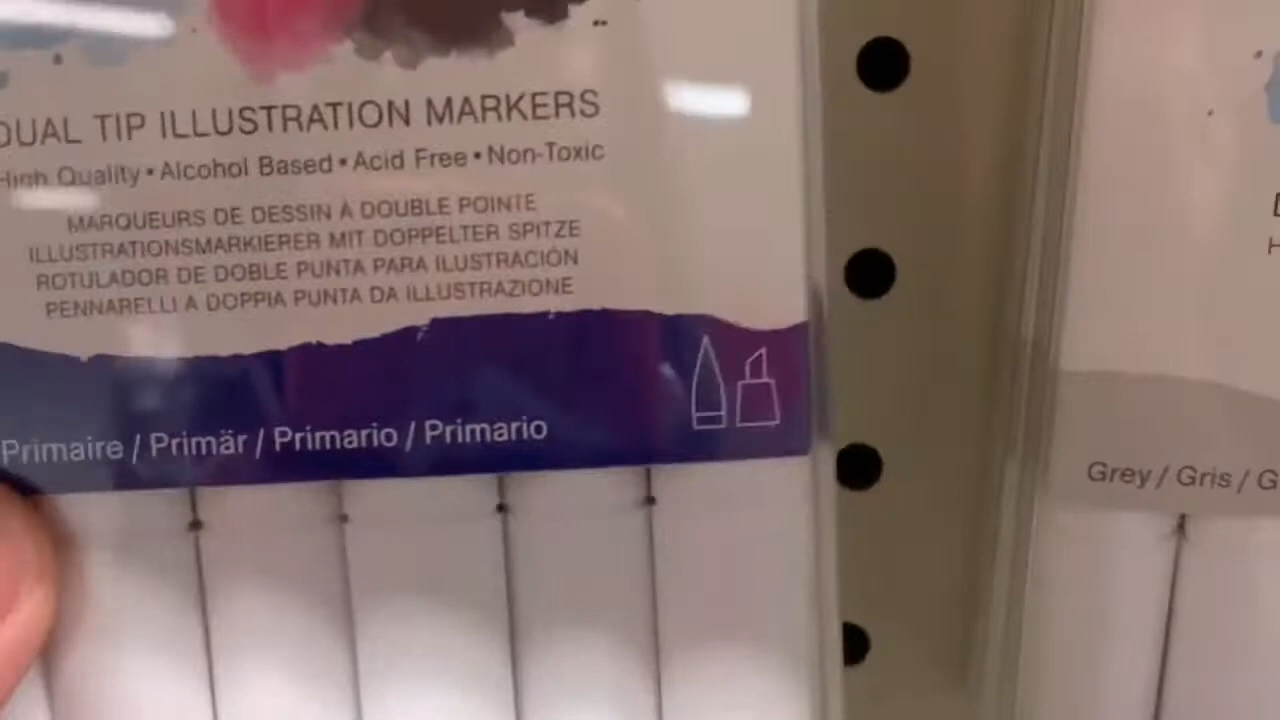 DUAL TIP ILLUSTRATION MARKERS
High Quality • Alcohol Based • Acid Free • Non-Toxic
MARQUEURS DE DESSIN À DOUBLE POINTE
ILLUSTRATIONSMARKIERER MIT DOPPELTER SPITZE
ROTULADOR DE DOBLE PUNTA PARA ILUSTRACIÓN
PENNARELLI A DOPPIA PUNTA DA ILLUSTRAZIONE
Primaire / Primär / Primario / Primario
Grey / Gris / G